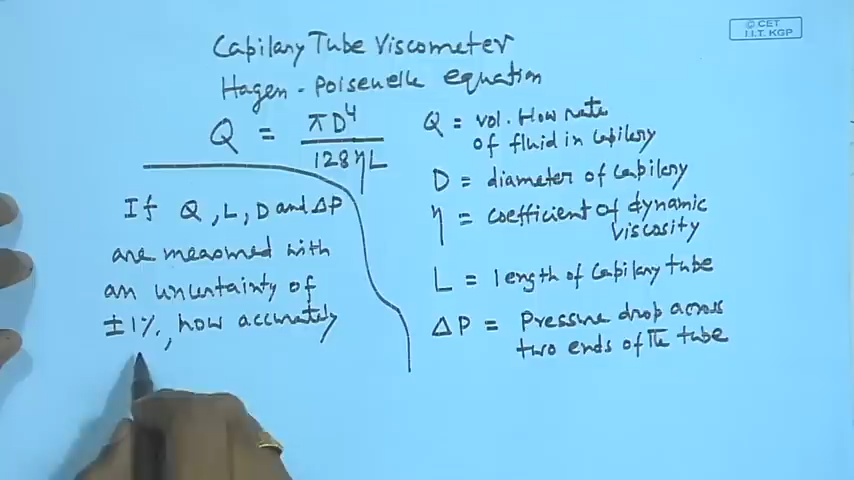 © CET
I.I.T. KGP
Capilary Tube Viscometer
Hagen - Poiseuelle equation
Q = πD⁴ / 128ηL
If Q, L, D and ΔP
are measured with
an uncertainty of
±1%, how accurately
Q = vol. flow rate
of fluid in capilary
D = diameter of capilary
η = coefficient of dynamic
viscosity
L = length of capilary tube
ΔP = Pressure drop across
two ends of the tube